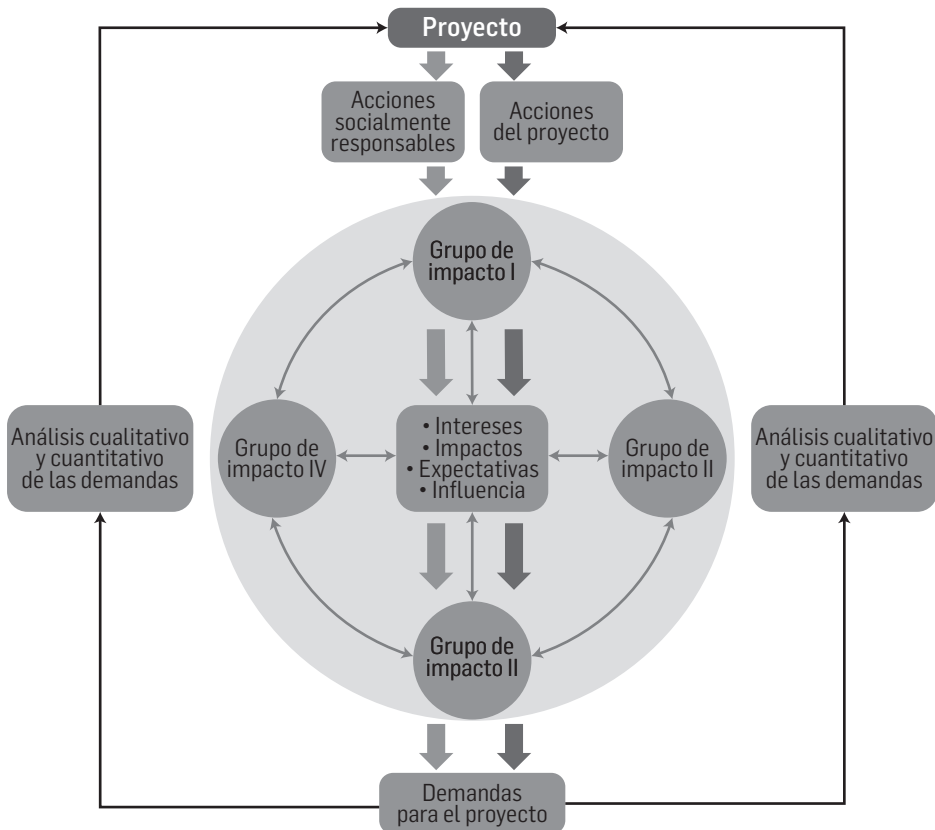 Proyecto
Acciones
socialmente
responsables
Acciones
del proyecto
Grupo de
impacto I
Análisis cualitativo
y cuantitativo
de las demandas
Grupo de
impacto IV
• Intereses
• Impactos
• Expectativas
• Influencia
Grupo de
impacto II
Análisis cualitativo
y cuantitativo
de las demandas
Grupo de
impacto II
Demandas
para el proyecto